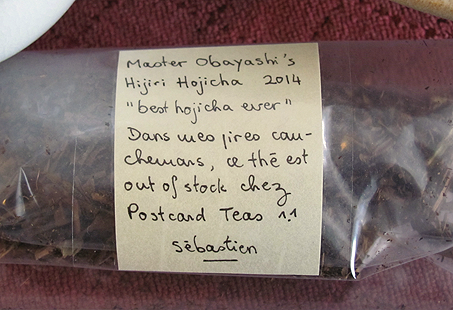 Master Obayashi's
Hijiri Hojicha 2014
"best hojicha ever"
Dans mes pires cau-
chemars, ce thé est
out of stock chez
Postcard Teas ^.^
Sébastien